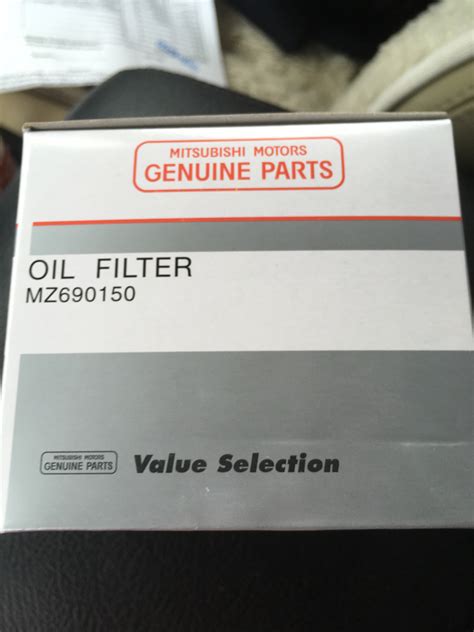 MITSUBISHI MOTORS
GENUINE PARTS
OIL FILTER
MZ690150
MITSUBISHI MOTORS
GENUINE PARTS
Value Selection